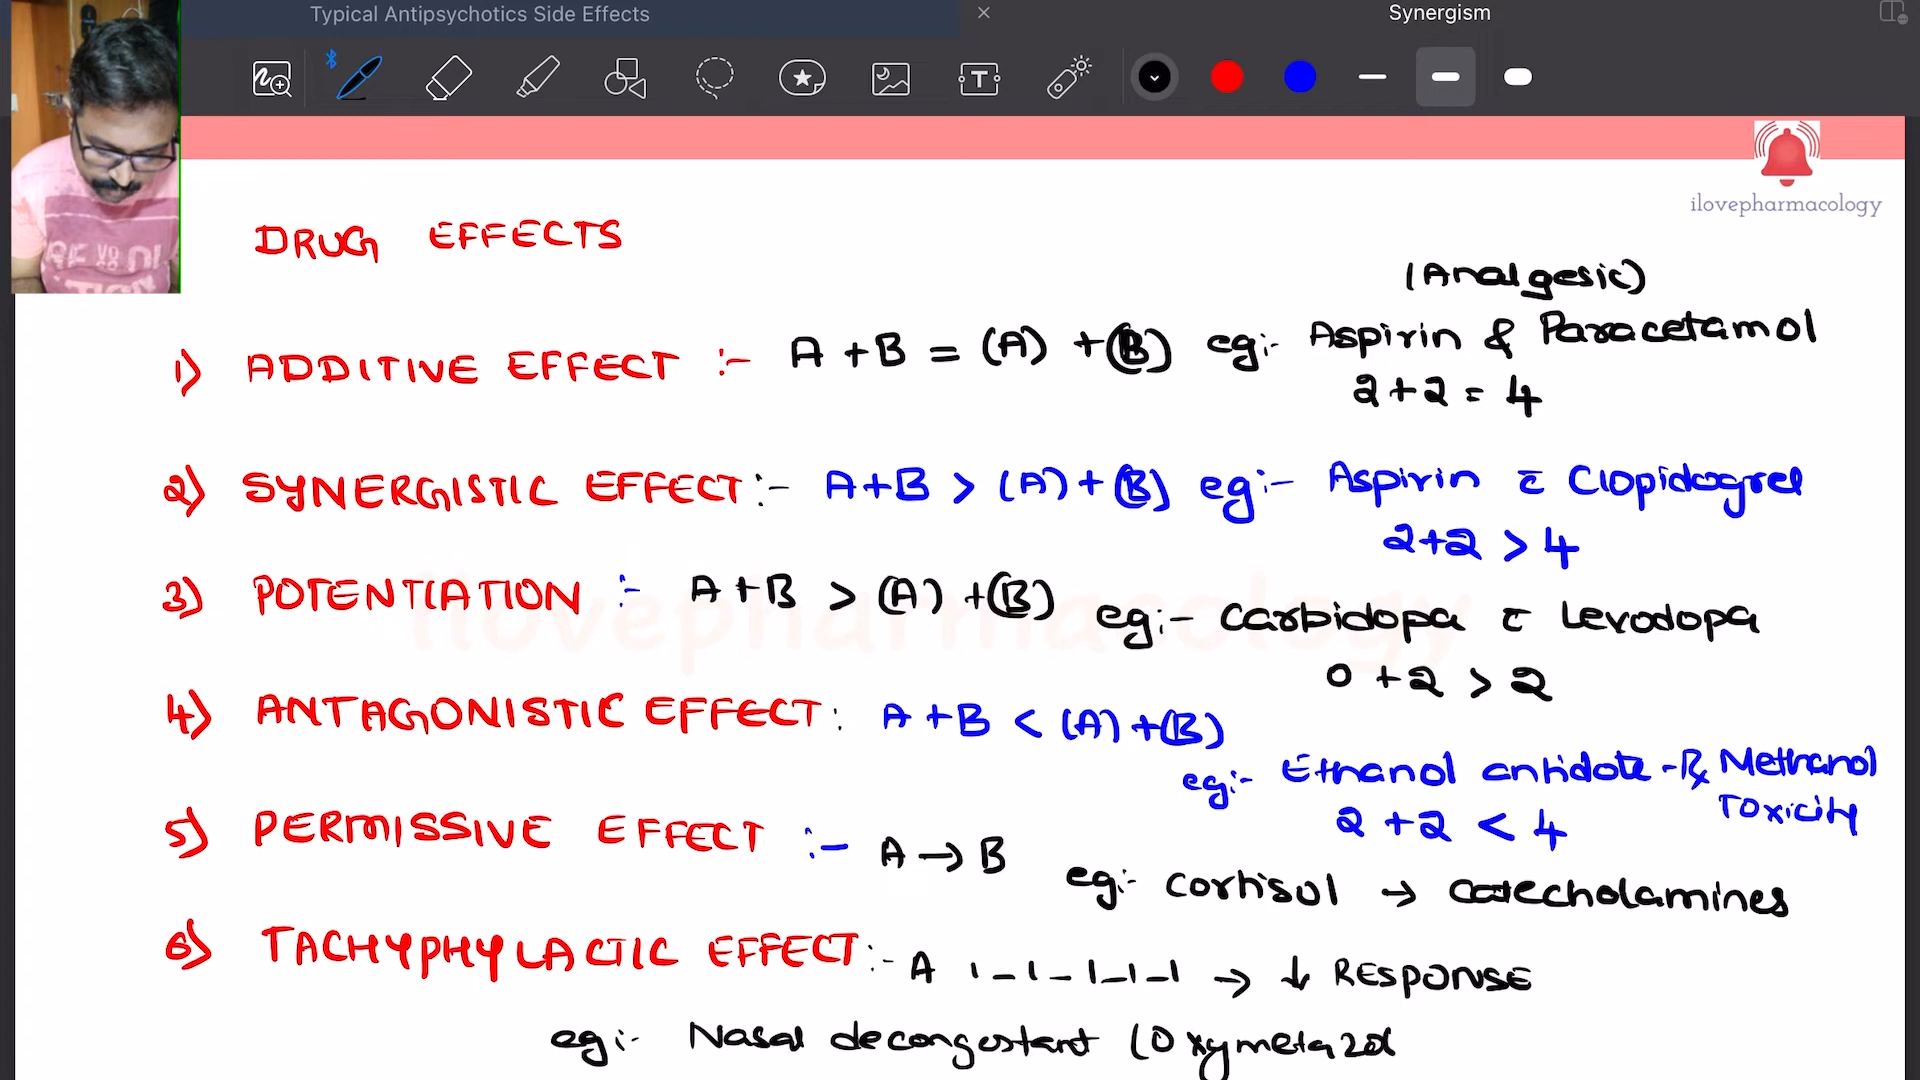 Typical Antipsychotics Side Effects × Synergism
ilovepharmacology
DRUG EFFECTS
(Analgesic)
1) ADDITIVE EFFECT :- A + B = (A) + (B) eg:- Aspirin & Paracetamol
2 + 2 = 4
2) SYNERGISTIC EFFECT :- A+B > (A) + (B) eg:- Aspirin c̄ Clopidogrel
2+2 > 4
3) POTENTIATION :- A + B > (A) + (B) eg:- Carbidopa c̄ Levodopa
0 + 2 > 2
4) ANTAGONISTIC EFFECT : A + B < (A) + (B)
eg:- Ethanol antidote - Rx Methanol Toxicity
2 + 2 < 4
5) PERMISSIVE EFFECT :- A → B eg:- cortisol → catecholamines
6) TACHYPHYLACTIC EFFECT :- A 1 - 1 - 1 - 1 - 1 → ↓ RESPONSE
eg:- Nasal decongestant (Oxymetazol
ilovepharmacology